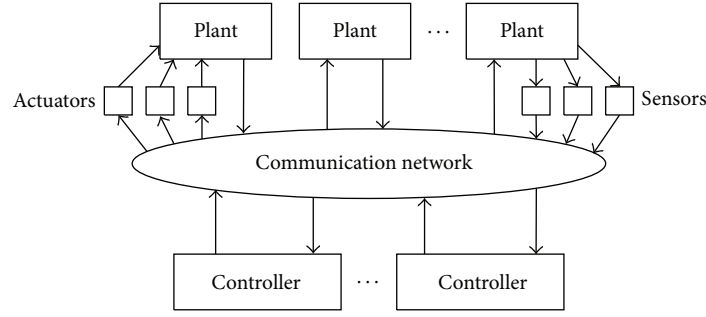 Plant
Plant
...
Plant
Actuators
Sensors
Communication network
Controller
...
Controller